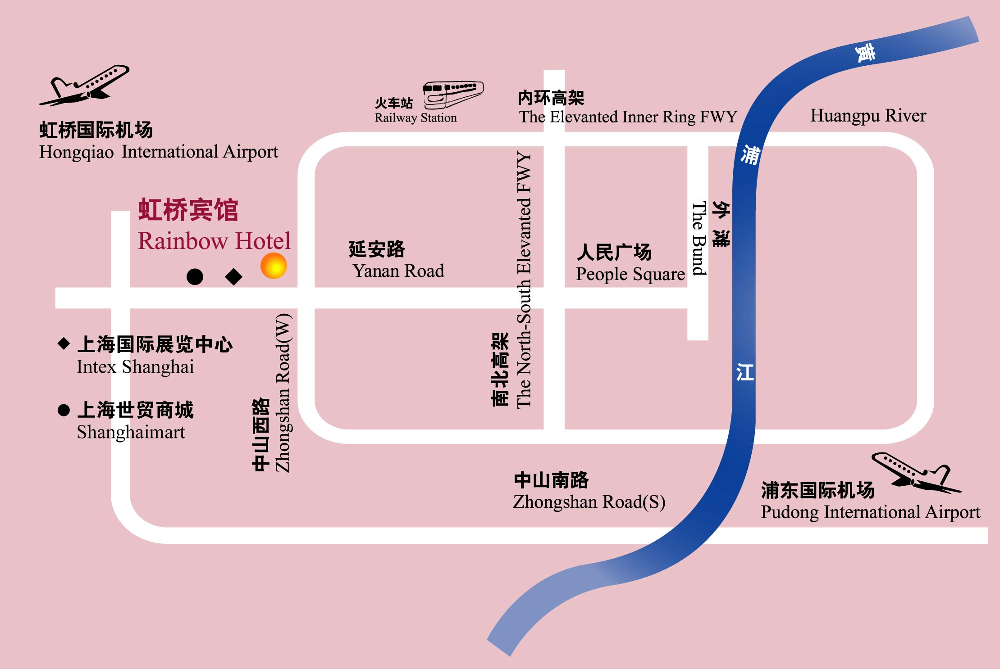 黄
火车站
Railway Station
内环高架
The Elevanted Inner Ring FWY
Huangpu River
虹桥国际机场
Hongqiao International Airport
浦
虹桥宾馆
Rainbow Hotel
延安路
Yanan Road
The North-South Elevanted FWY
南北高架
人民广场
People Square
The Bund
外滩
上海国际展览中心
Intex Shanghai
上海世贸商城
Shanghaimart
中山西路
Zhongshan Road(W)
江
中山南路
Zhongshan Road(S)
浦东国际机场
Pudong International Airport